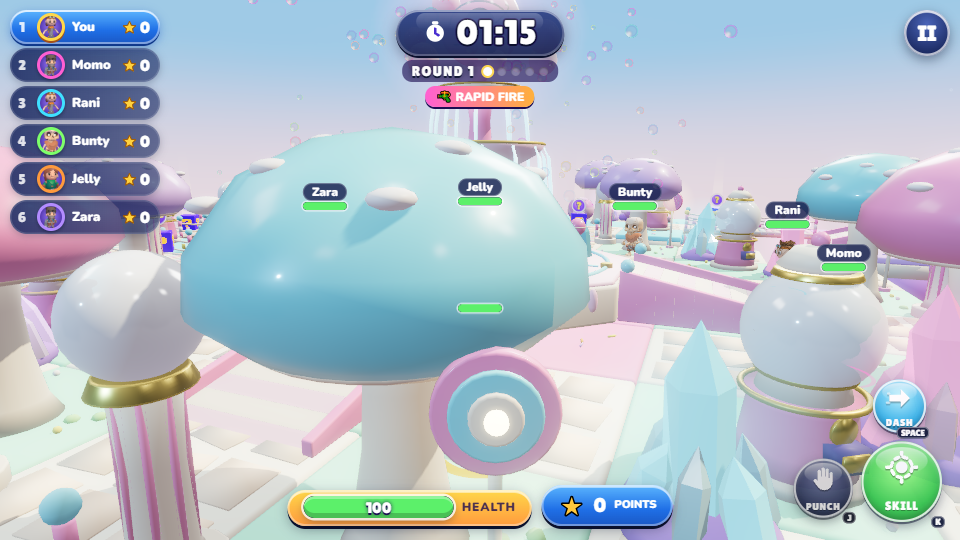 1 You 0
2 Momo 0
3 Rani 0
4 Bunty 0
5 Jelly 0
6 Zara 0
01:15
ROUND 1
RAPID FIRE
Zara
Jelly
Bunty
?
?
Rani
Momo
DASH
SPACE
PUNCH
J
SKILL
K
100 HEALTH
0 POINTS